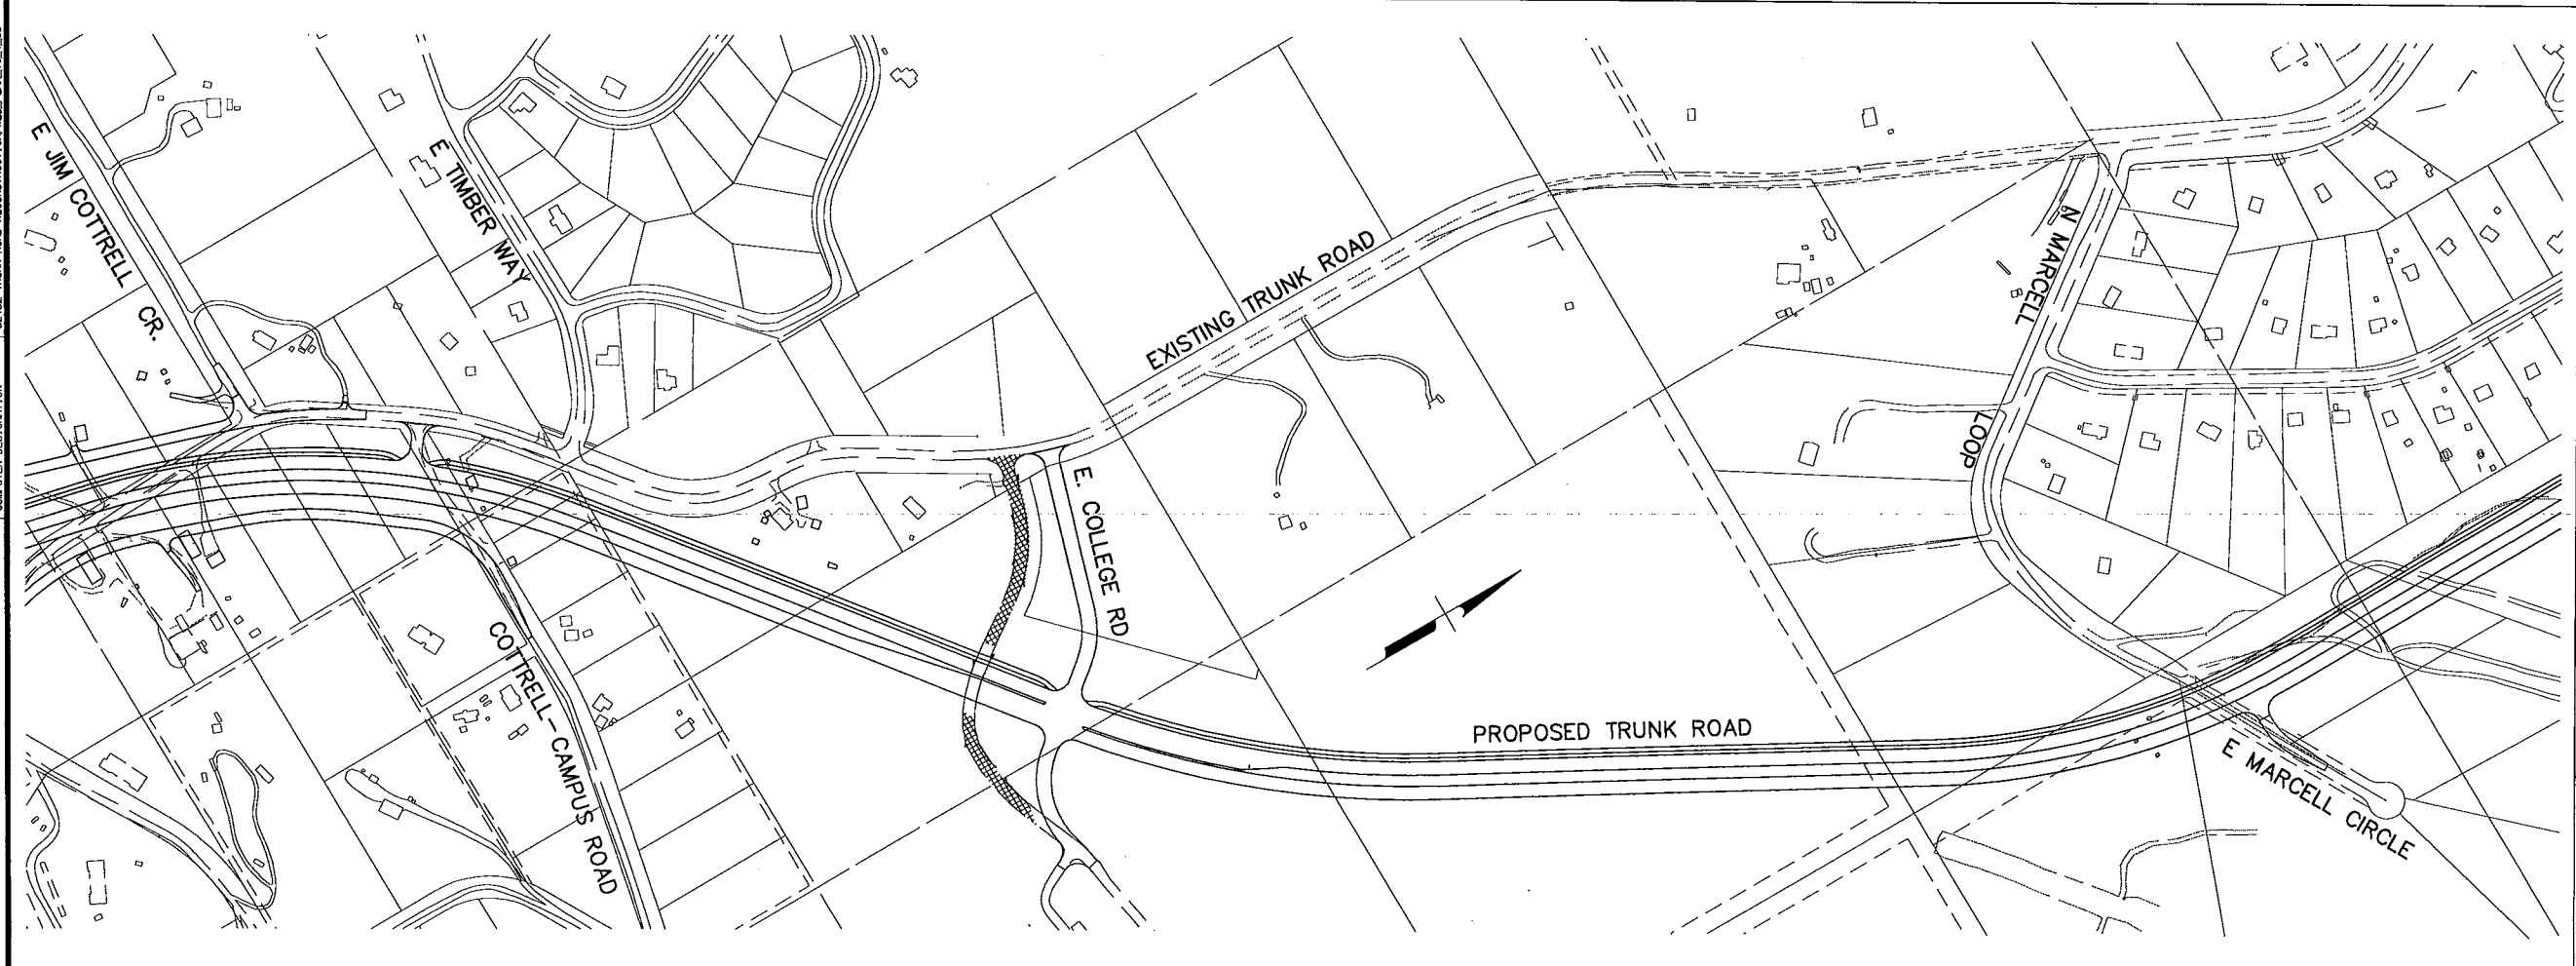 E JIM COTTRELL CR.
E TIMBER WAY
EXISTING TRUNK ROAD
N MARCELL LOOP
E. COLLEGE RD
COTTRELL-CAMPUS ROAD
PROPOSED TRUNK ROAD
E MARCELL CIRCLE